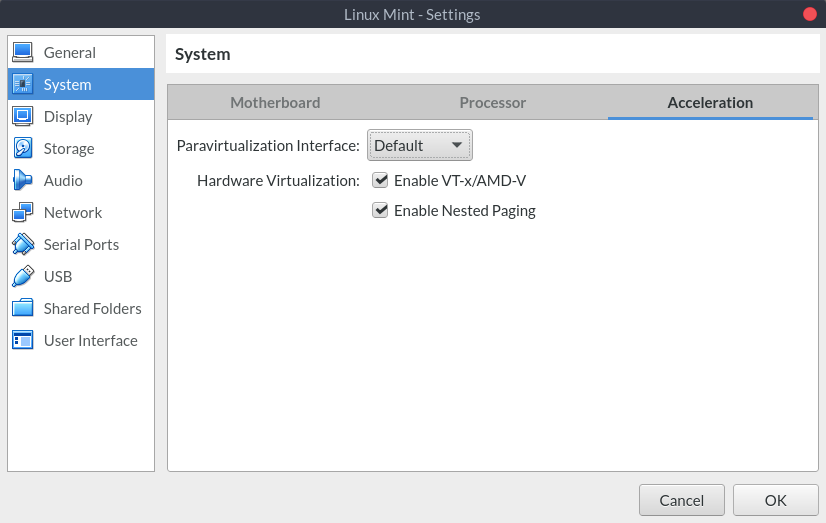 Linux Mint - Settings
General
System
Display
Storage
Audio
Network
Serial Ports
USB
Shared Folders
User Interface
System
Motherboard Processor Acceleration
Paravirtualization Interface: Default
Hardware Virtualization: Enable VT-x/AMD-V
Enable Nested Paging
Cancel OK